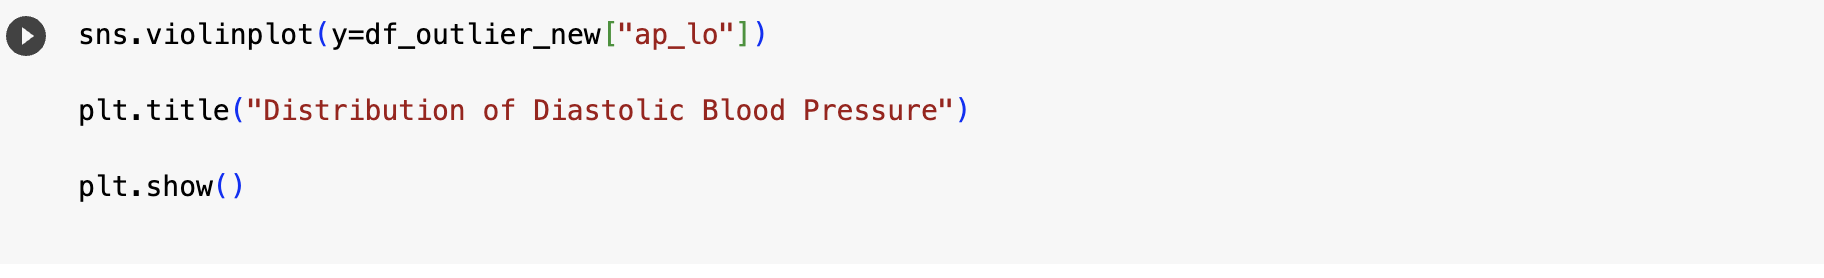 sns.violinplot(y=df_outlier_new["ap_lo"])
plt.title("Distribution of Diastolic Blood Pressure")
plt.show()